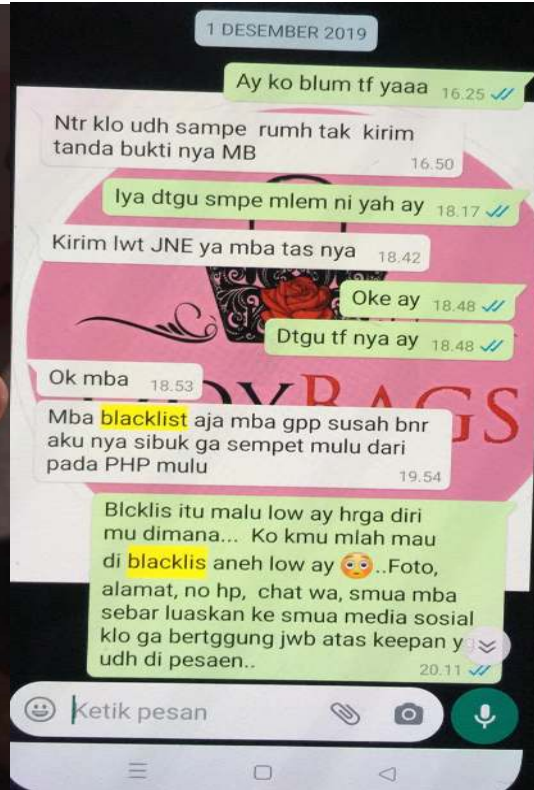 1 DESEMBER 2019
Ay ko blum tf yaaa 16.25
Ntr klo udh sampe rumh tak kirim
tanda bukti nya MB
16.50
Iya dtgu smpe mlem ni yah ay 18.17
Kirim lwt JNE ya mba tas nya 18.42
Oke ay 18.48
Dtgu tf nya ay 18.48
Ok mba 18.53
BAGS
Mba blacklist aja mba gpp susah bnr
aku nya sibuk ga sempet mulu dari
pada PHP mulu
19.54
Blcklis itu malu low ay hrga diri
mu dimana... Ko kmu mlah mau
di blacklis aneh low ay 😳..Foto,
alamat, no hp, chat wa, smua mba
sebar luaskan ke smua media sosial
klo ga bertggung jwb atas keepan yg
udh di pesaen..
20.11
Ketik pesan